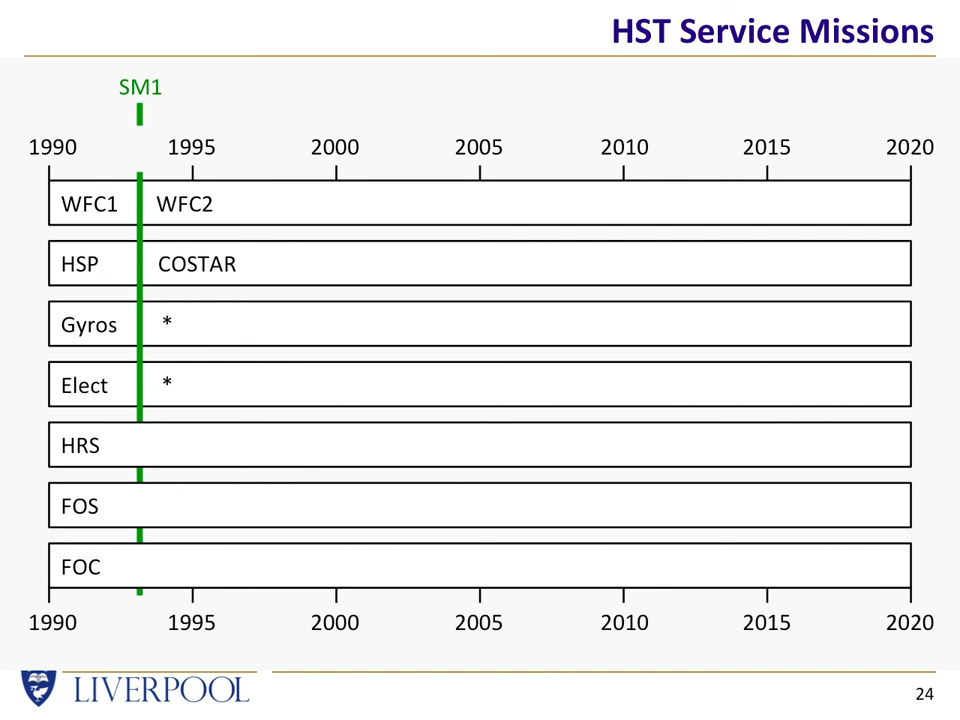 HST Service Missions
SM1
1990 1995 2000 2005 2010 2015 2020
WFC1 WFC2
HSP COSTAR
Gyros *
Elect *
HRS
FOS
FOC
1990 1995 2000 2005 2010 2015 2020
LIVERPOOL
24